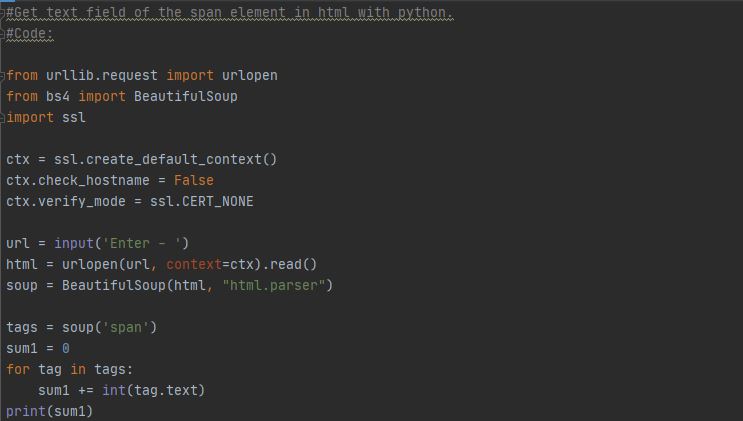 #Get text field of the span element in html with python.
#Code:
from urllib.request import urlopen
from bs4 import BeautifulSoup
import ssl
ctx = ssl.create_default_context()
ctx.check_hostname = False
ctx.verify_mode = ssl.CERT_NONE
url = input('Enter - ')
html = urlopen(url, context=ctx).read()
soup = BeautifulSoup(html, "html.parser")
tags = soup('span')
sum1 = 0
for tag in tags:
    sum1 += int(tag.text)
print(sum1)